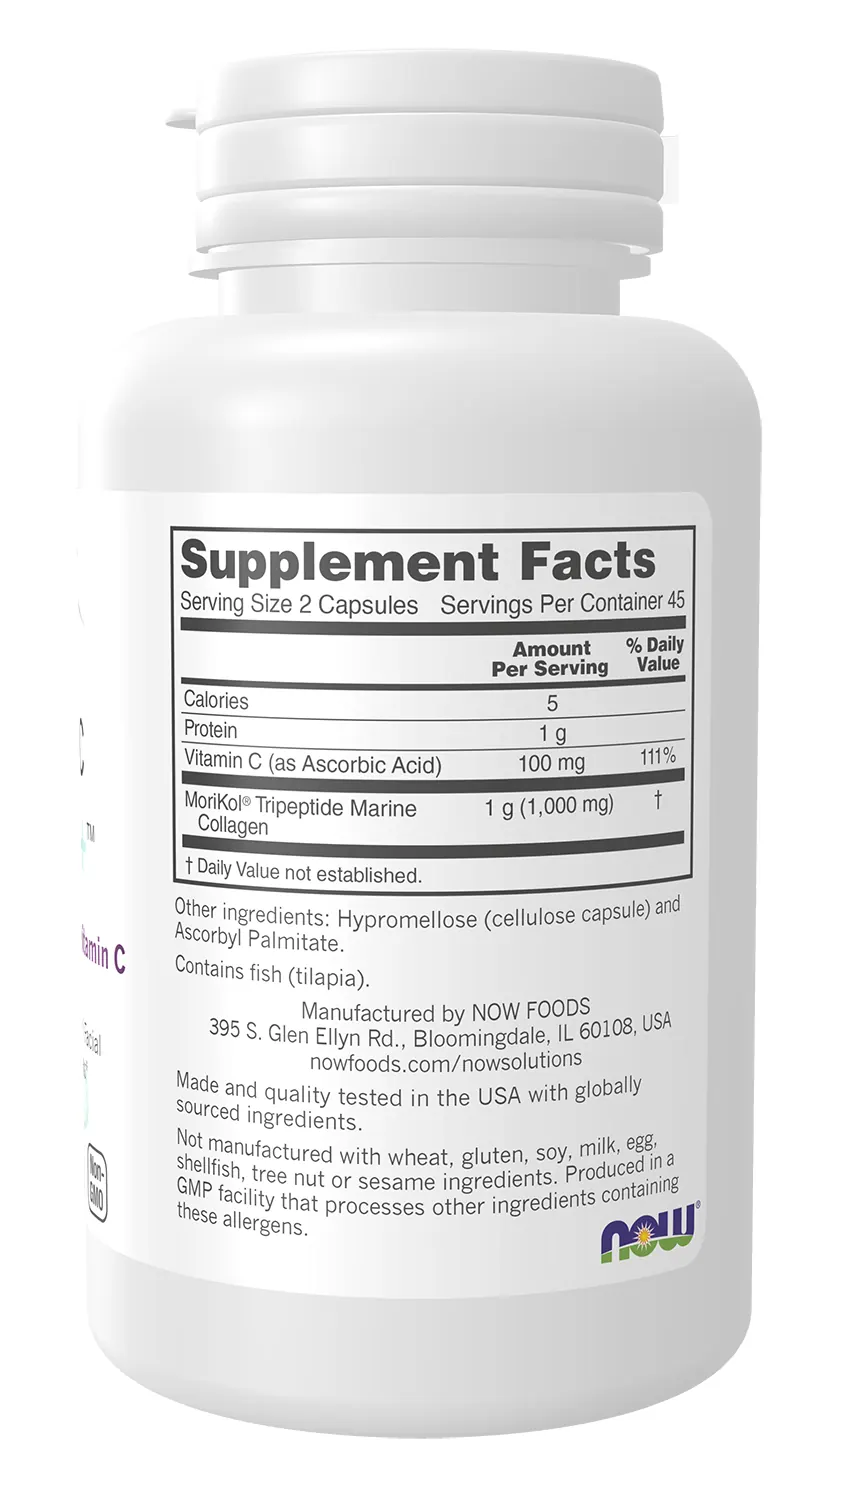 Supplement Facts
Serving Size 2 Capsules Servings Per Container 45
Amount Per Serving % Daily Value
Calories 5
Protein 1 g
Vitamin C (as Ascorbic Acid) 100 mg 111%
MoriKol® Tripeptide Marine Collagen 1 g (1,000 mg) †
† Daily Value not established.
Other ingredients: Hypromellose (cellulose capsule) and
Ascorbyl Palmitate.
Contains fish (tilapia).
Manufactured by NOW FOODS
395 S. Glen Ellyn Rd., Bloomingdale, IL 60108, USA
nowfoods.com/nowsolutions
Made and quality tested in the USA with globally
sourced ingredients.
Not manufactured with wheat, gluten, soy, milk, egg,
shellfish, tree nut or sesame ingredients. Produced in a
GMP facility that processes other ingredients containing
these allergens.
NOW®
C
™
tamin C
Facial
Non-
GMO